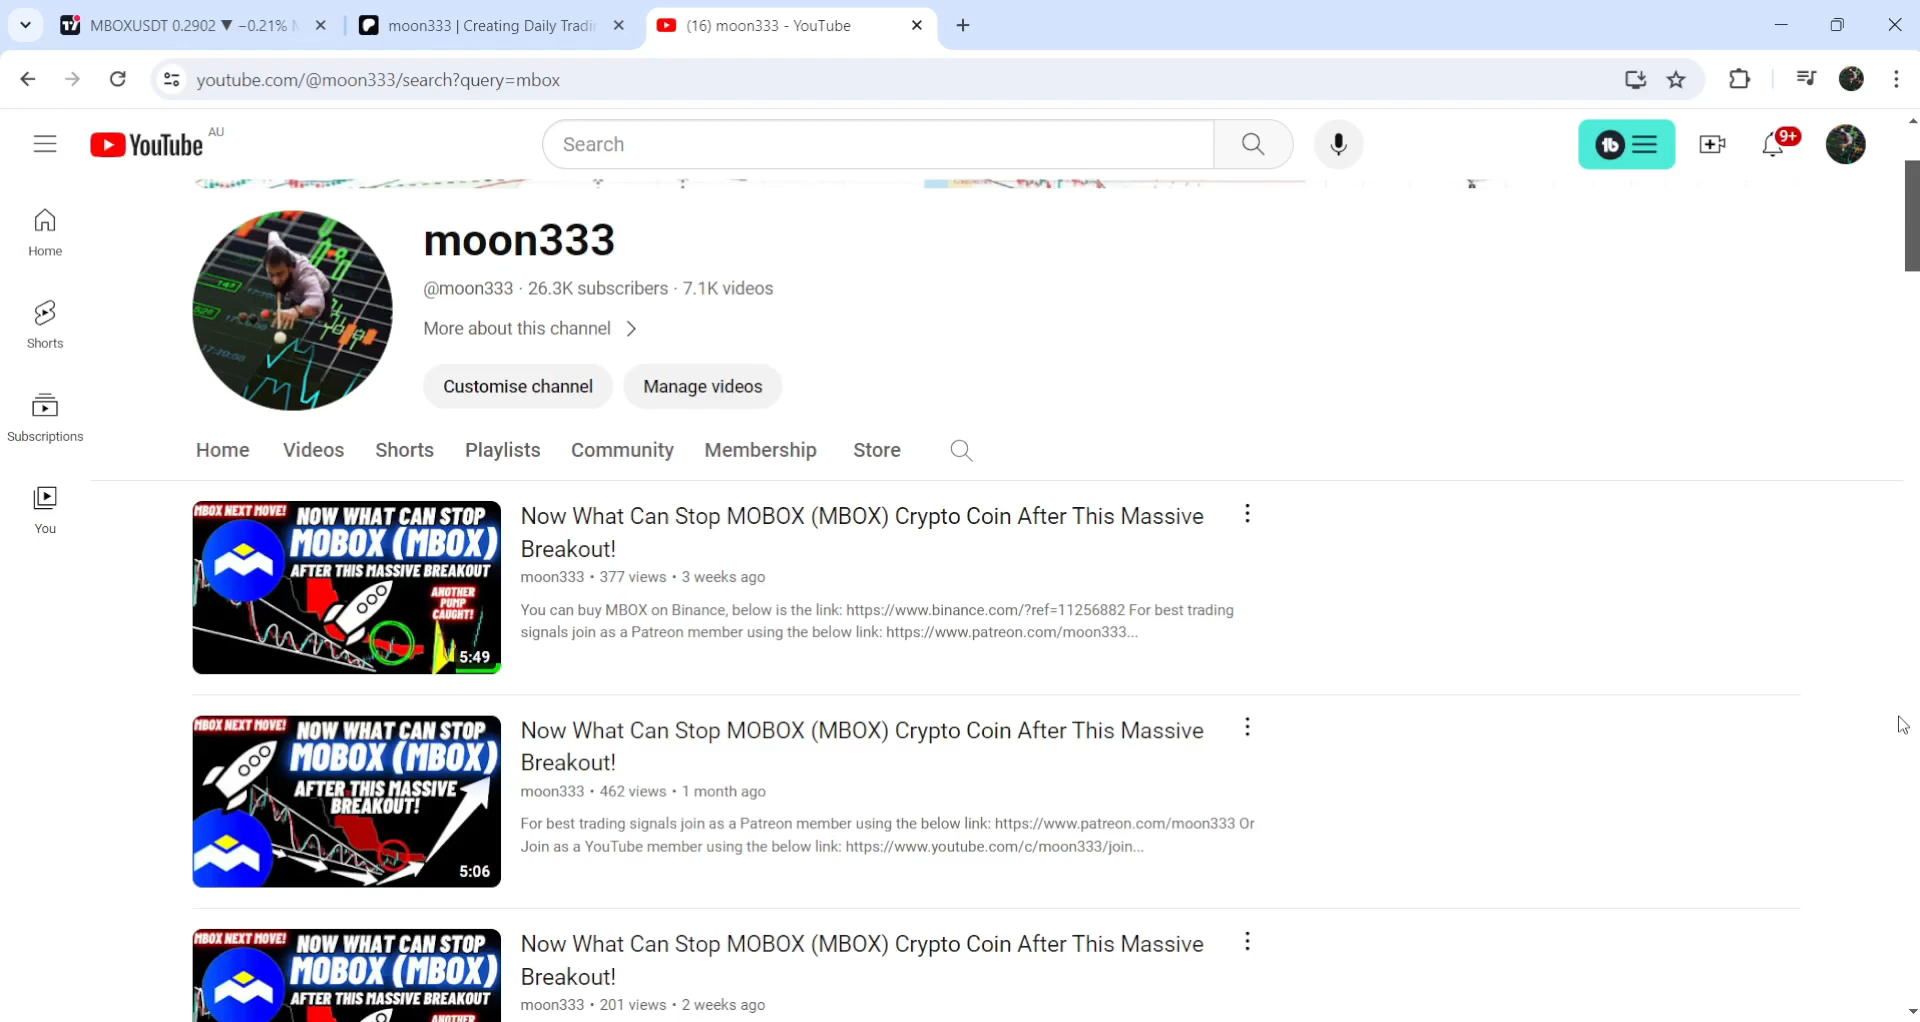 MBOXUSDT 0.2902 ▼ −0.21%
moon333 | Creating Daily Tradi
(16) moon333 - YouTube
youtube.com/@moon333/search?query=mbox
YouTube AU
Search
9+
Home
Shorts
Subscriptions
You
moon333
@moon333 · 26.3K subscribers · 7.1K videos
More about this channel
Customise channel
Manage videos
Home Videos Shorts Playlists Community Membership Store
MBOX NEXT MOVE!
NOW WHAT CAN STOP
MOBOX (MBOX)
AFTER THIS MASSIVE BREAKOUT
ANOTHER
PUMP
CAUGHT!
5:49
Now What Can Stop MOBOX (MBOX) Crypto Coin After This Massive
Breakout!
moon333 • 377 views • 3 weeks ago
You can buy MBOX on Binance, below is the link: https://www.binance.com/?ref=11256882 For best trading
signals join as a Patreon member using the below link: https://www.patreon.com/moon333...
MBOX NEXT MOVE!
NOW WHAT CAN STOP
MOBOX (MBOX)
AFTER THIS MASSIVE
BREAKOUT!
5:06
Now What Can Stop MOBOX (MBOX) Crypto Coin After This Massive
Breakout!
moon333 • 462 views • 1 month ago
For best trading signals join as a Patreon member using the below link: https://www.patreon.com/moon333 Or
Join as a YouTube member using the below link: https://www.youtube.com/c/moon333/join...
MBOX NEXT MOVE!
NOW WHAT CAN STOP
MOBOX (MBOX)
AFTER THIS MASSIVE BREAKOUT
ANOTHER
Now What Can Stop MOBOX (MBOX) Crypto Coin After This Massive
Breakout!
moon333 • 201 views • 2 weeks ago